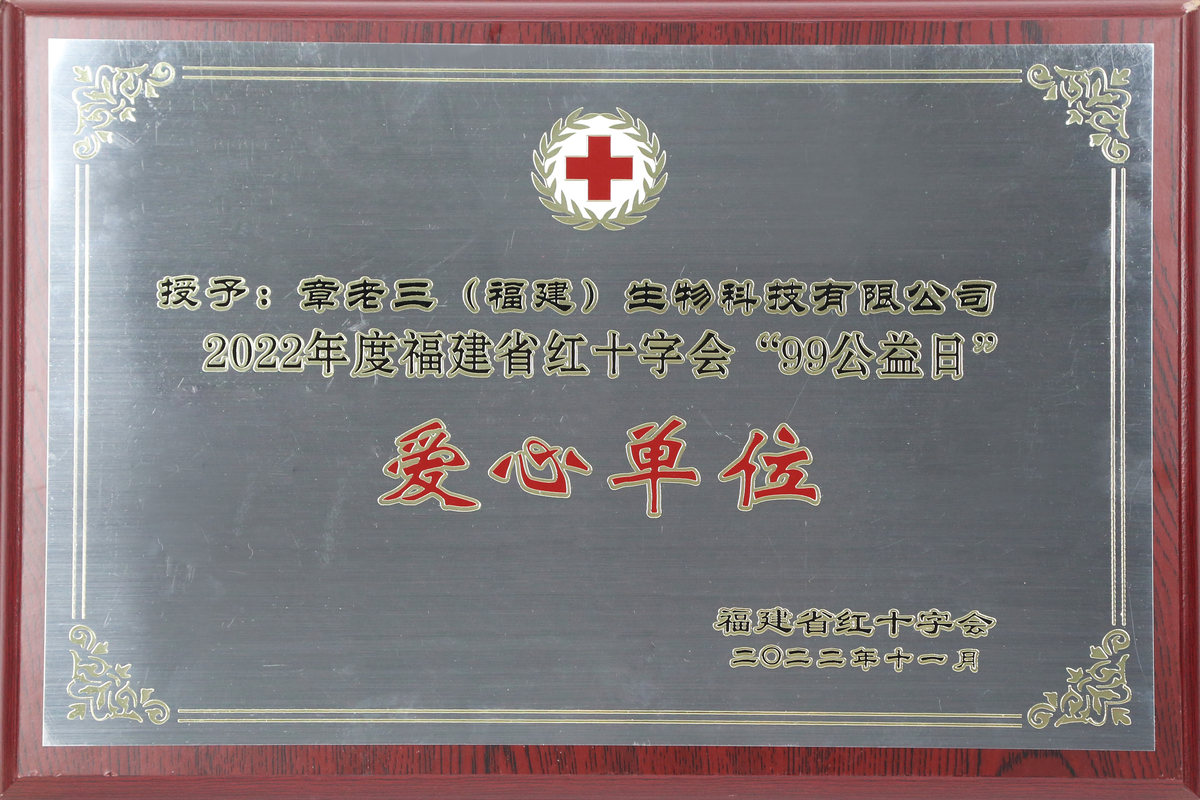 授予：章老三（福建）生物科技有限公司
2022年度福建省红十字会“99公益日”
爱心单位
福建省红十字会
二〇二二年十一月